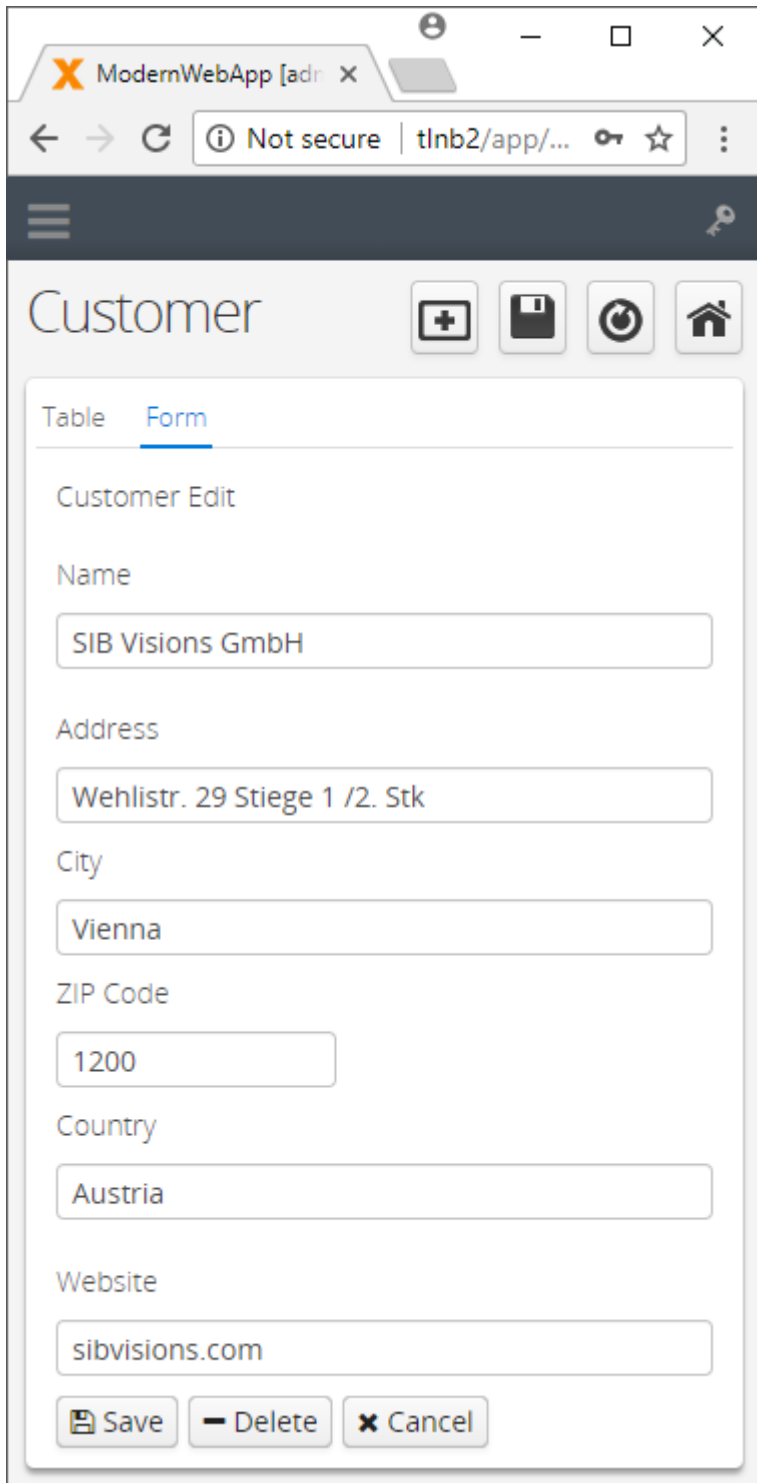 ModernWebApp [adn
Not secure | tlnb2/app/...
Customer
Table Form
Customer Edit
Name
SIB Visions GmbH
Address
Wehlistr. 29 Stiege 1 /2. Stk
City
Vienna
ZIP Code
1200
Country
Austria
Website
sibvisions.com
Save Delete Cancel